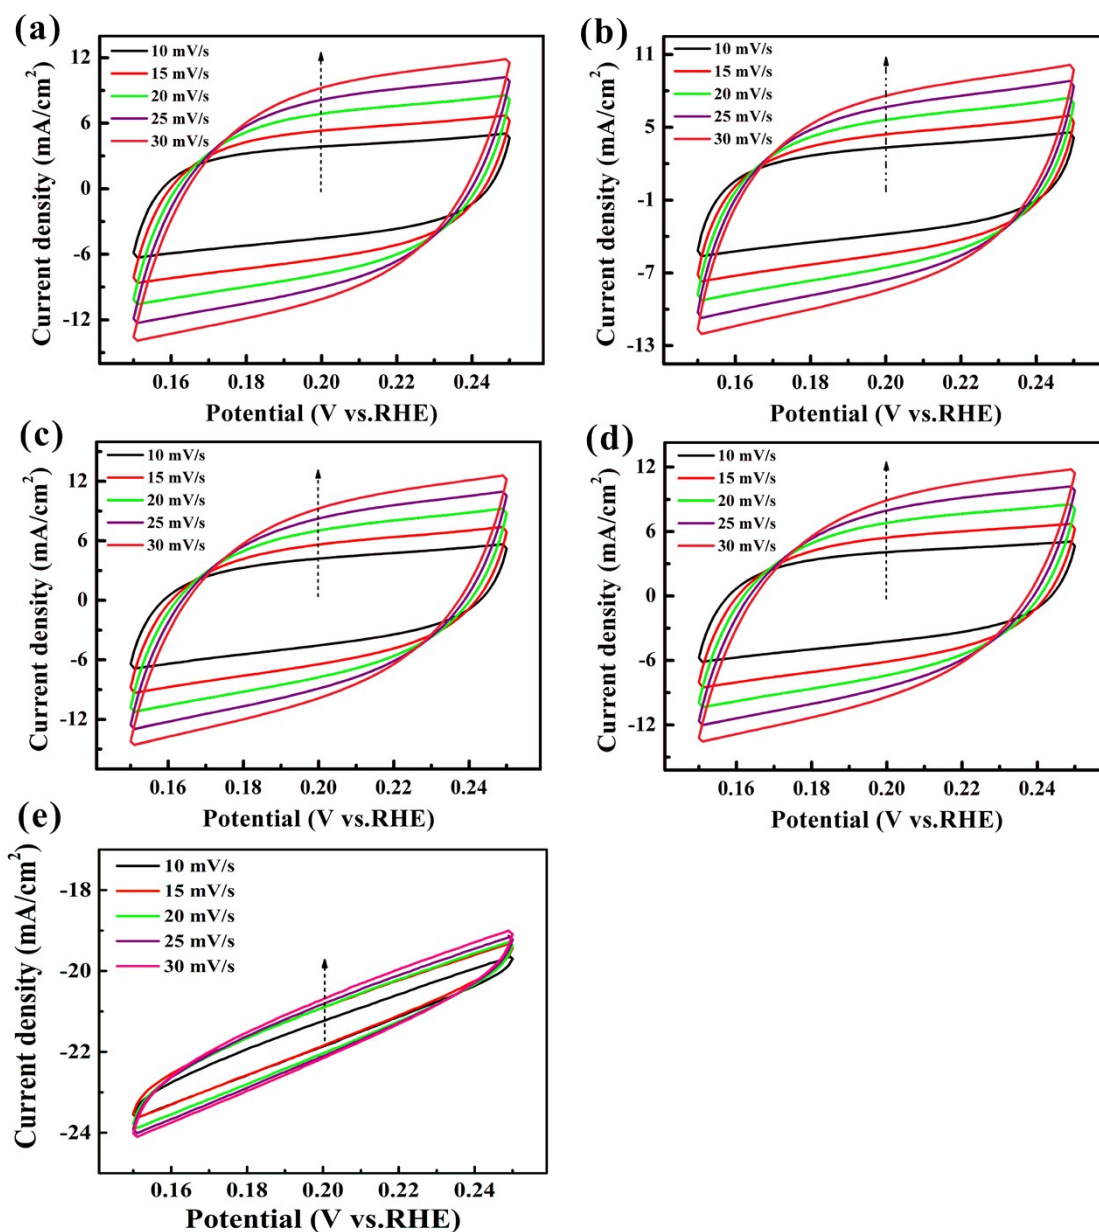 (a)
10 mV/s
15 mV/s
20 mV/s
25 mV/s
30 mV/s
12
6
0
-6
-12
Current density (mA/cm²)
0.16 0.18 0.20 0.22 0.24
Potential (V vs.RHE)
(b)
10 mV/s
15 mV/s
20 mV/s
25 mV/s
30 mV/s
11
5
-1
-7
-13
Current density (mA/cm²)
0.16 0.18 0.20 0.22 0.24
Potential (V vs.RHE)
(c)
10 mV/s
15 mV/s
20 mV/s
25 mV/s
30 mV/s
12
6
0
-6
-12
Current density (mA/cm²)
0.16 0.18 0.20 0.22 0.24
Potential (V vs.RHE)
(d)
10 mV/s
15 mV/s
20 mV/s
25 mV/s
30 mV/s
12
6
0
-6
-12
Current density (mA/cm²)
0.16 0.18 0.20 0.22 0.24
Potential (V vs.RHE)
(e)
10 mV/s
15 mV/s
20 mV/s
25 mV/s
30 mV/s
-18
-20
-22
-24
Current density (mA/cm²)
0.16 0.18 0.20 0.22 0.24
Potential (V vs.RHE)